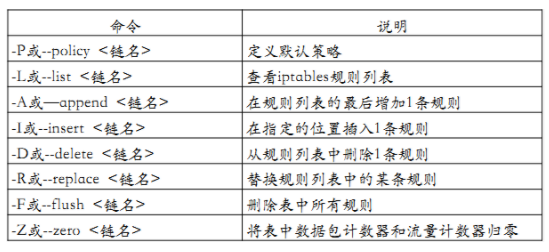 命令 说明
-P或--policy <链名> 定义默认策略
-L或--list <链名> 查看iptables规则列表
-A或—append <链名> 在规则列表的最后增加1条规则
-I或--insert <链名> 在指定的位置插入1条规则
-D或--delete <链名> 从规则列表中删除1条规则
-R或--replace <链名> 替换规则列表中的某条规则
-F或--flush <链名> 删除表中所有规则
-Z或--zero <链名> 将表中数据包计数器和流量计数器归零